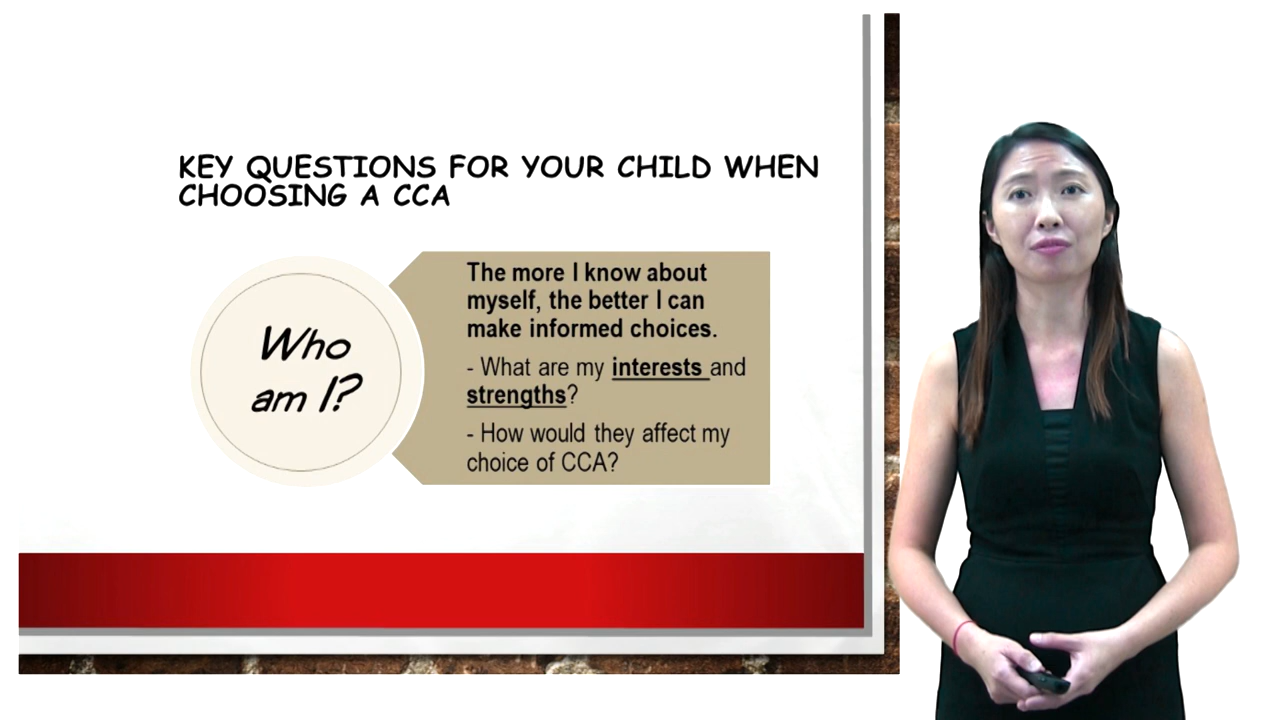 KEY QUESTIONS FOR YOUR CHILD WHEN
CHOOSING A CCA
Who
am I?
The more I know about
myself, the better I can
make informed choices.
- What are my interests and
strengths?
- How would they affect my
choice of CCA?